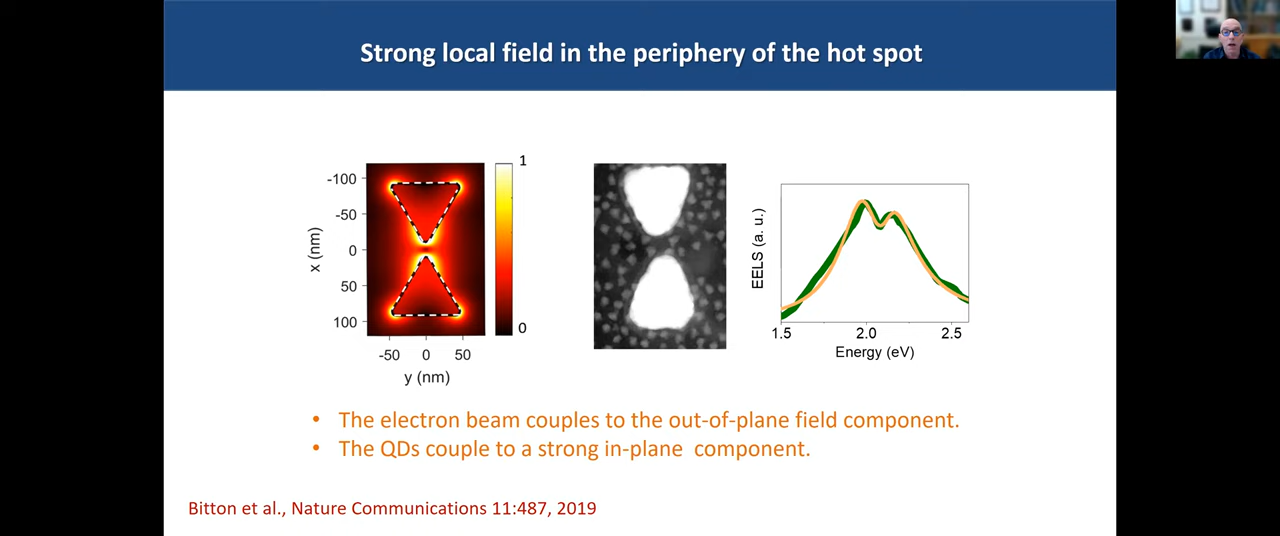 Strong local field in the periphery of the hot spot
1
-100
-50
0
50
100
x (nm)
0
-50 0 50
y (nm)
EELS (a. u.)
1.5 2.0 2.5
Energy (eV)
• The electron beam couples to the out-of-plane field component.
• The QDs couple to a strong in-plane component.
Bitton et al., Nature Communications 11:487, 2019